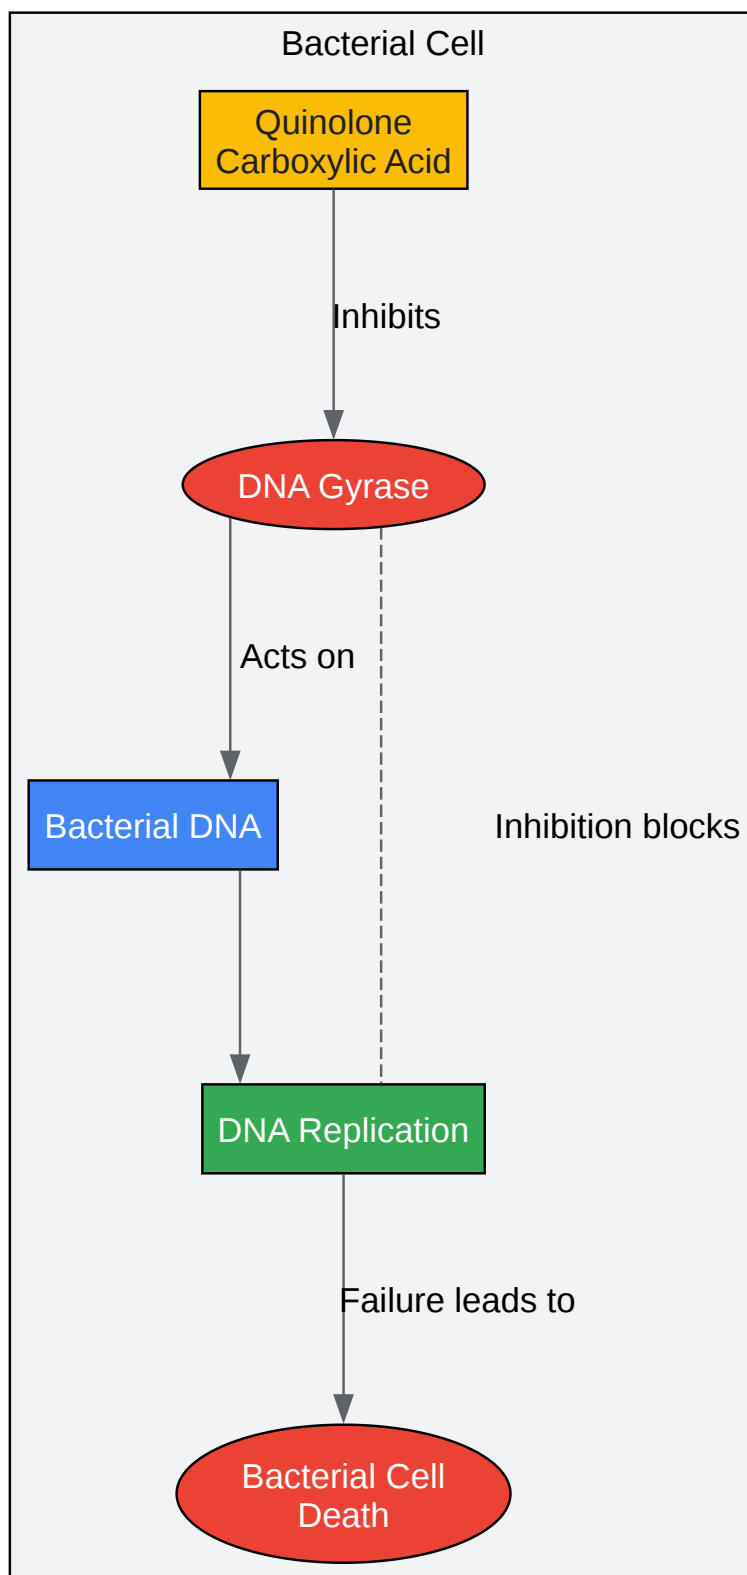 Bacterial Cell
Quinolone
Carboxylic Acid
Inhibits
DNA Gyrase
Acts on
Bacterial DNA
Inhibition blocks
DNA Replication
Failure leads to
Bacterial Cell
Death